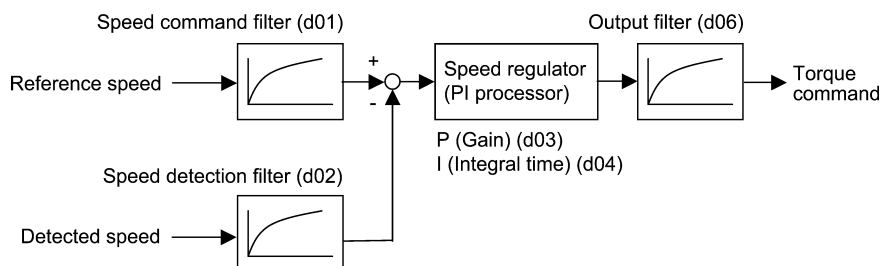 Speed command filter (d01)
Output filter (d06)
Reference speed
+
-
Speed regulator
(PI processor)
Torque
command
P (Gain) (d03)
I (Integral time) (d04)
Speed detection filter (d02)
Detected speed